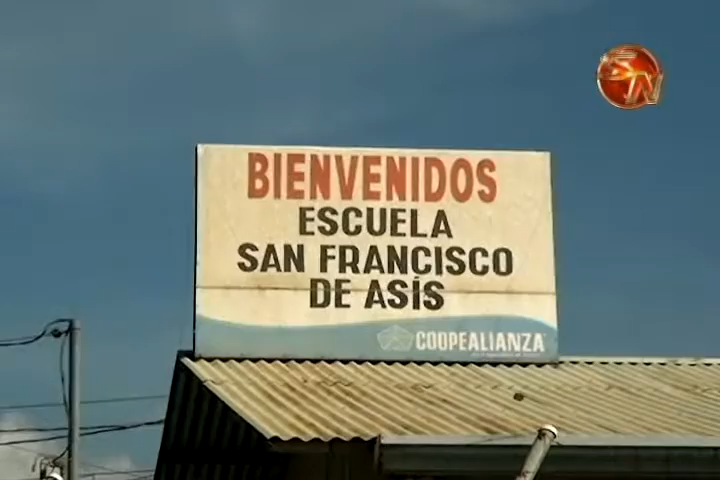 BIENVENIDOS
ESCUELA
SAN FRANCISCO
DE ASÍS
COOPEALIANZA